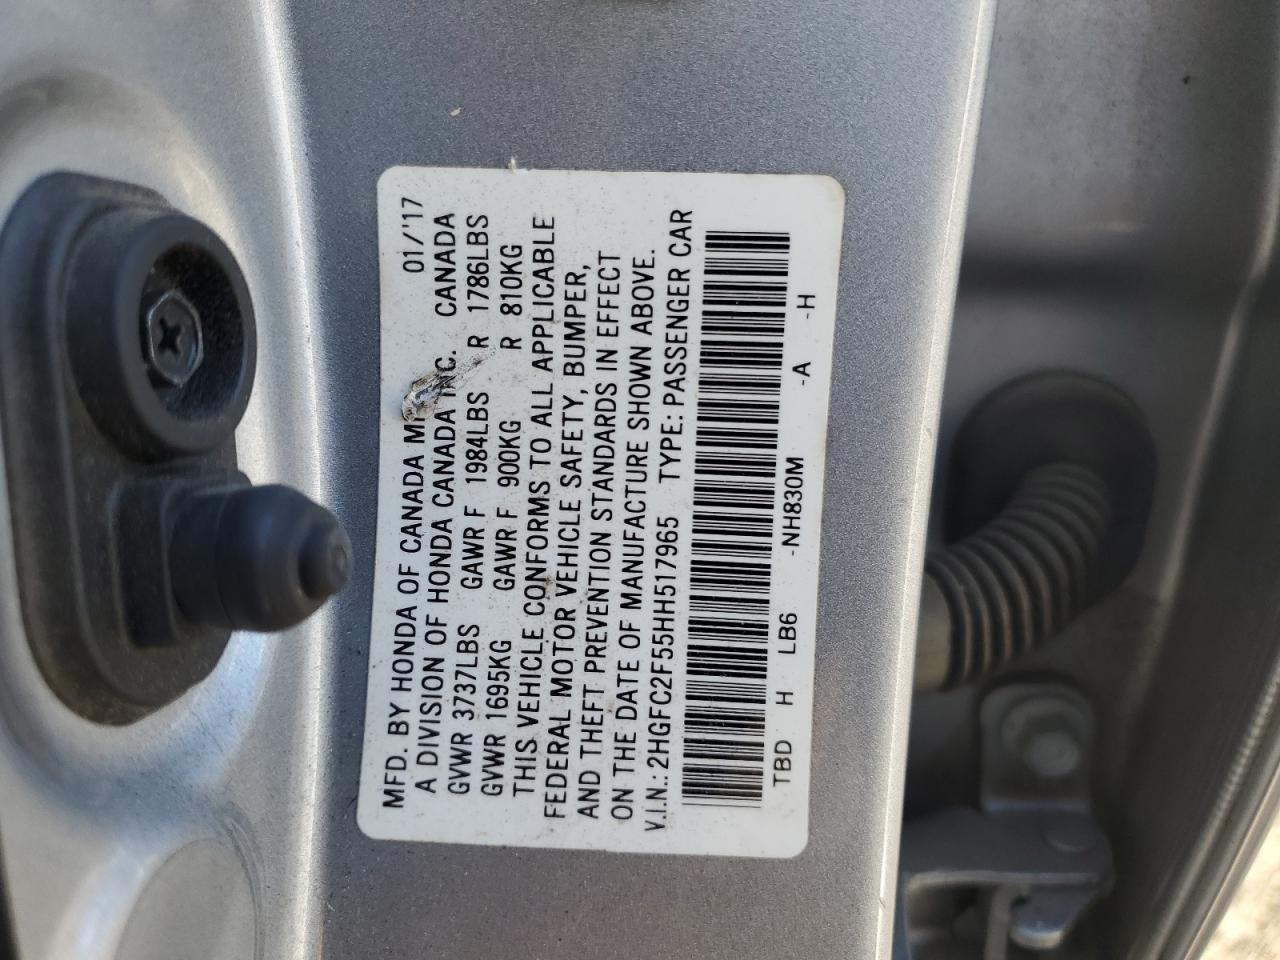 MFD. BY HONDA OF CANADA 01/'17
A DIVISION OF HONDA CANADA INC. CANADA
GVWR 3737LBS GAWR F 1984LBS R 1786LBS
GVWR 1695KG GAWR F 900KG R 810KG
THIS VEHICLE CONFORMS TO ALL APPLICABLE
FEDERAL MOTOR VEHICLE SAFETY, BUMPER,
AND THEFT PREVENTION STANDARDS IN EFFECT
ON THE DATE OF MANUFACTURE SHOWN ABOVE.
V.I.N.: 2HGFC2F55HH517965 TYPE: PASSENGER CAR
TBD H LB6 -NH830M -A -H